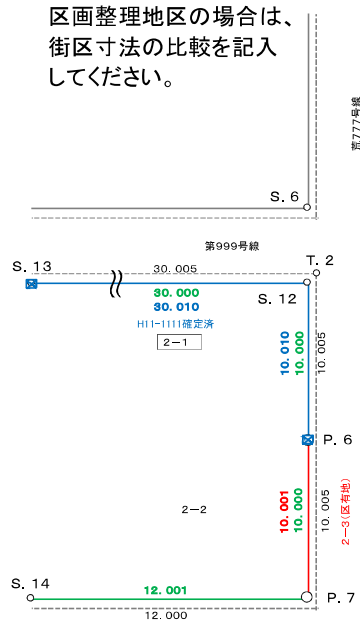 区画整理地区の場合は、
街区寸法の比較を記入
してください。
荒777号線
S.6
第999号線
T.2
S.13
30.005
30.000
S.12
30.010
H11-1111確定済
2-1
10.010
10.000
10.005
P.6
10.001
10.000
10.005
2-3(区有地)
2-2
S.14
12.001
P.7
12.000